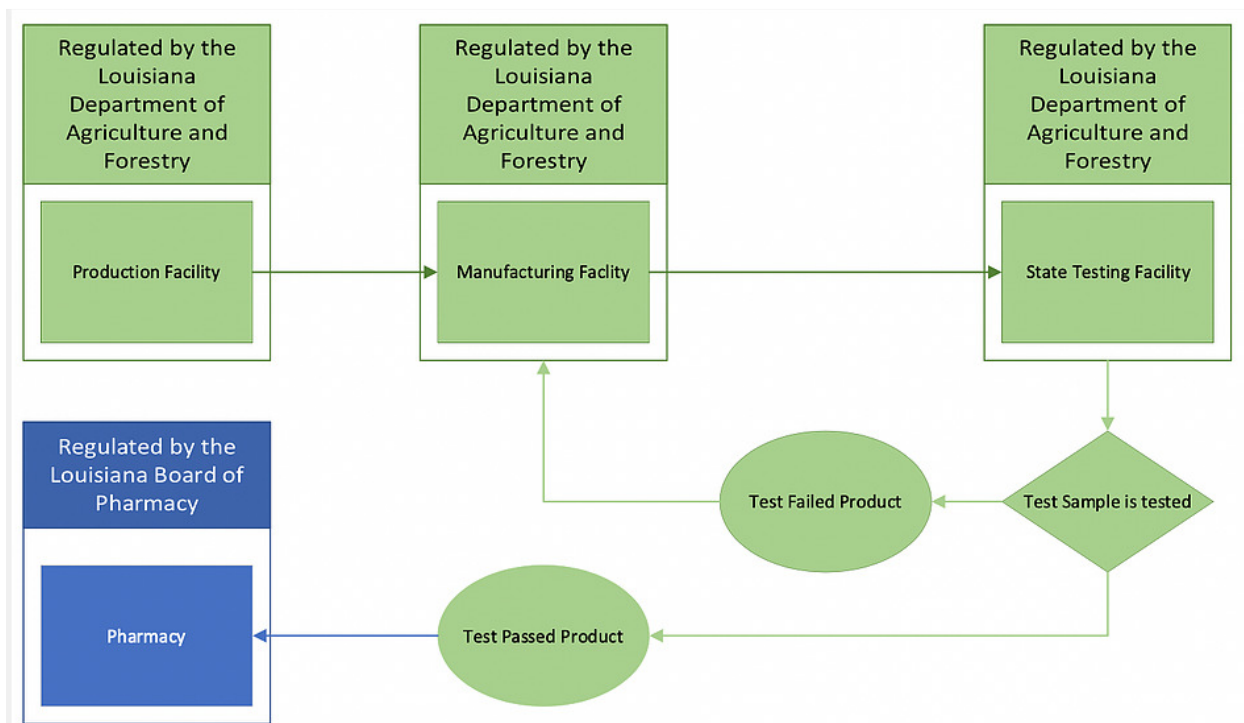 Regulated by the
Louisiana
Department of
Agriculture and
Forestry
Production Facility
Regulated by the
Louisiana
Department of
Agriculture and
Forestry
Manufacturing Faclity
Regulated by the
Louisiana
Department of
Agriculture and
Forestry
State Testing Facility
Test Sample is tested
Test Failed Product
Test Passed Product
Regulated by the
Louisiana Board of
Pharmacy
Pharmacy